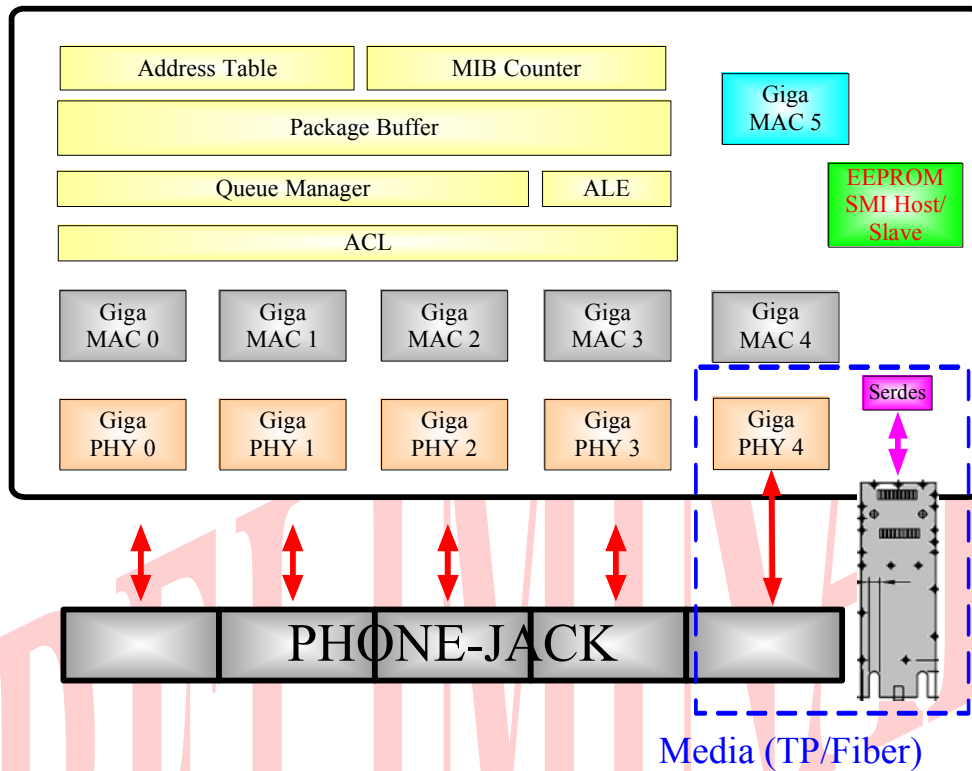 Address Table
MIB Counter
Giga
MAC 5
Package Buffer
EEPROM
SMI Host/
Slave
Queue Manager
ALE
ACL
Giga
MAC 0
Giga
MAC 1
Giga
MAC 2
Giga
MAC 3
Giga
MAC 4
Serdes
Giga
PHY 0
Giga
PHY 1
Giga
PHY 2
Giga
PHY 3
Giga
PHY 4
PHONE-JACK
Media (TP/Fiber)